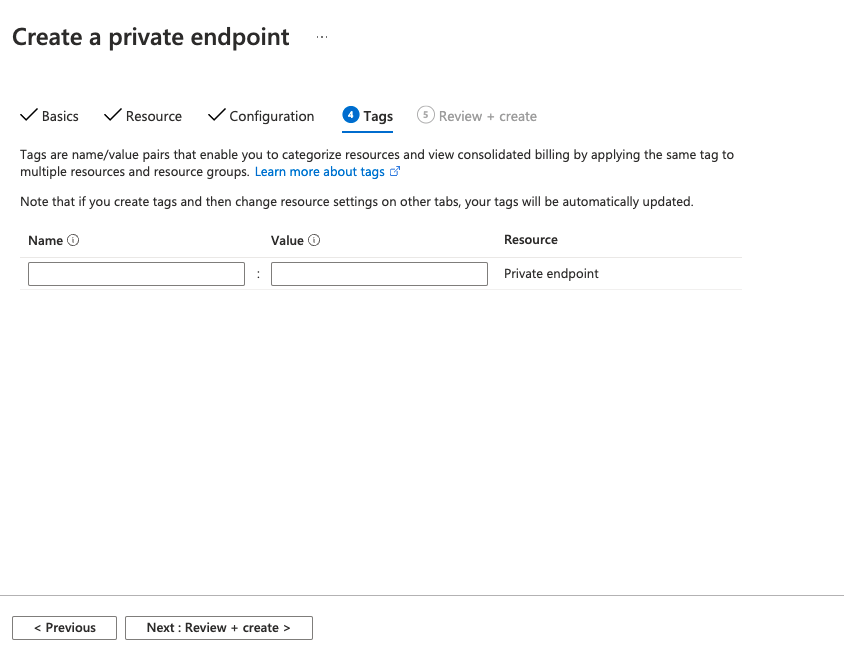 Create a private endpoint ...
Basics Resource Configuration 4 Tags 5 Review + create
Tags are name/value pairs that enable you to categorize resources and view consolidated billing by applying the same tag to
multiple resources and resource groups. Learn more about tags
Note that if you create tags and then change resource settings on other tabs, your tags will be automatically updated.
Name Value Resource
: Private endpoint
< Previous Next : Review + create >